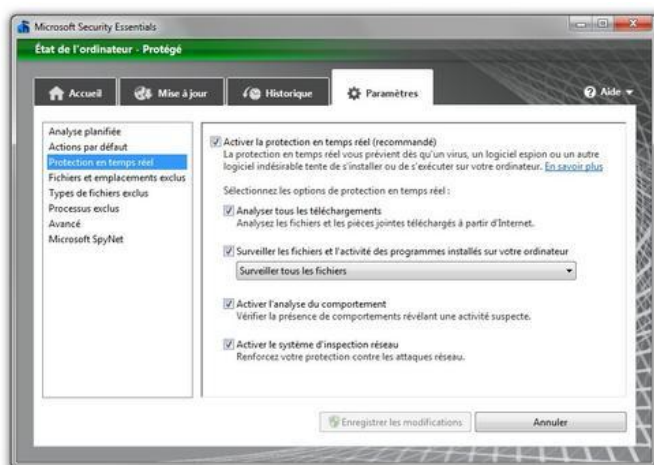 Microsoft Security Essentials
État de l'ordinateur - Protégé
Accueil
Mise à jour
Historique
Paramètres
Aide
Analyse planifiée
Actions par défaut
Protection en temps réel
Fichiers et emplacements exclus
Types de fichiers exclus
Processus exclus
Avancé
Microsoft SpyNet
Activer la protection en temps réel (recommandé)
La protection en temps réel vous prévient dès qu'un virus, un logiciel espion ou un autre
logiciel indésirable tente de s'installer ou de s'exécuter sur votre ordinateur. En savoir plus
Sélectionnez les options de protection en temps réel :
Analyser tous les téléchargements
Analysez les fichiers et les pièces jointes téléchargés à partir d'Internet.
Surveiller les fichiers et l'activité des programmes installés sur votre ordinateur
Surveiller tous les fichiers
Activer l'analyse du comportement
Vérifier la présence de comportements révélant une activité suspecte.
Activer le système d'inspection réseau
Renforcez votre protection contre les attaques réseau.
Enregistrer les modifications
Annuler